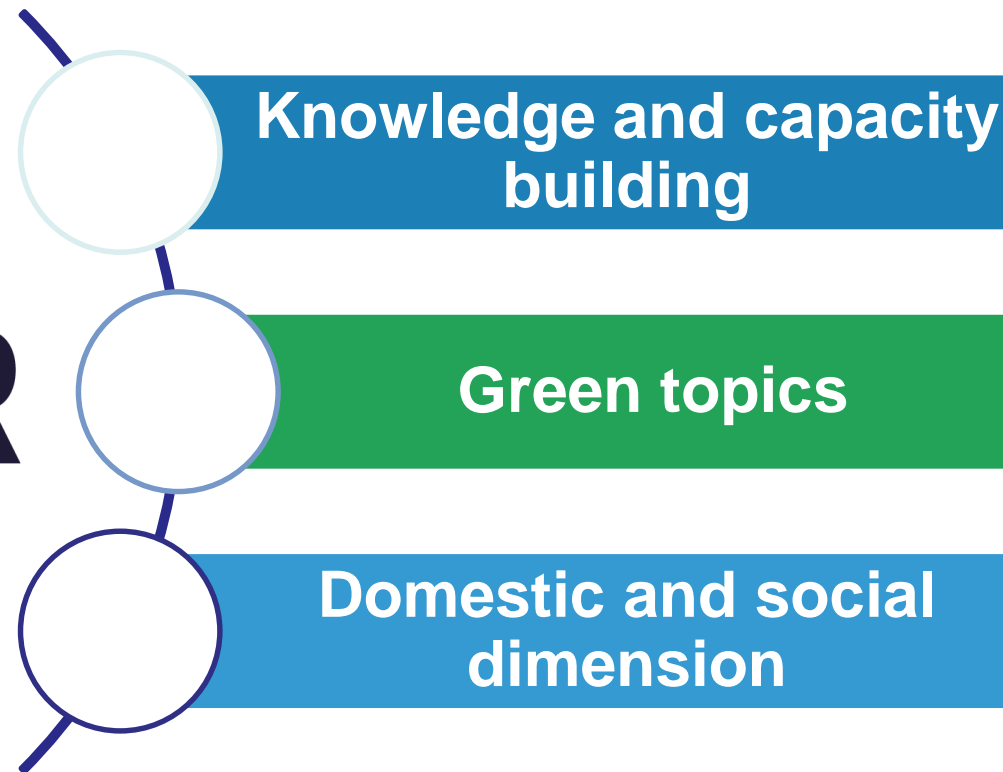 Knowledge and capacity
building
R
Green topics
Domestic and social
dimension